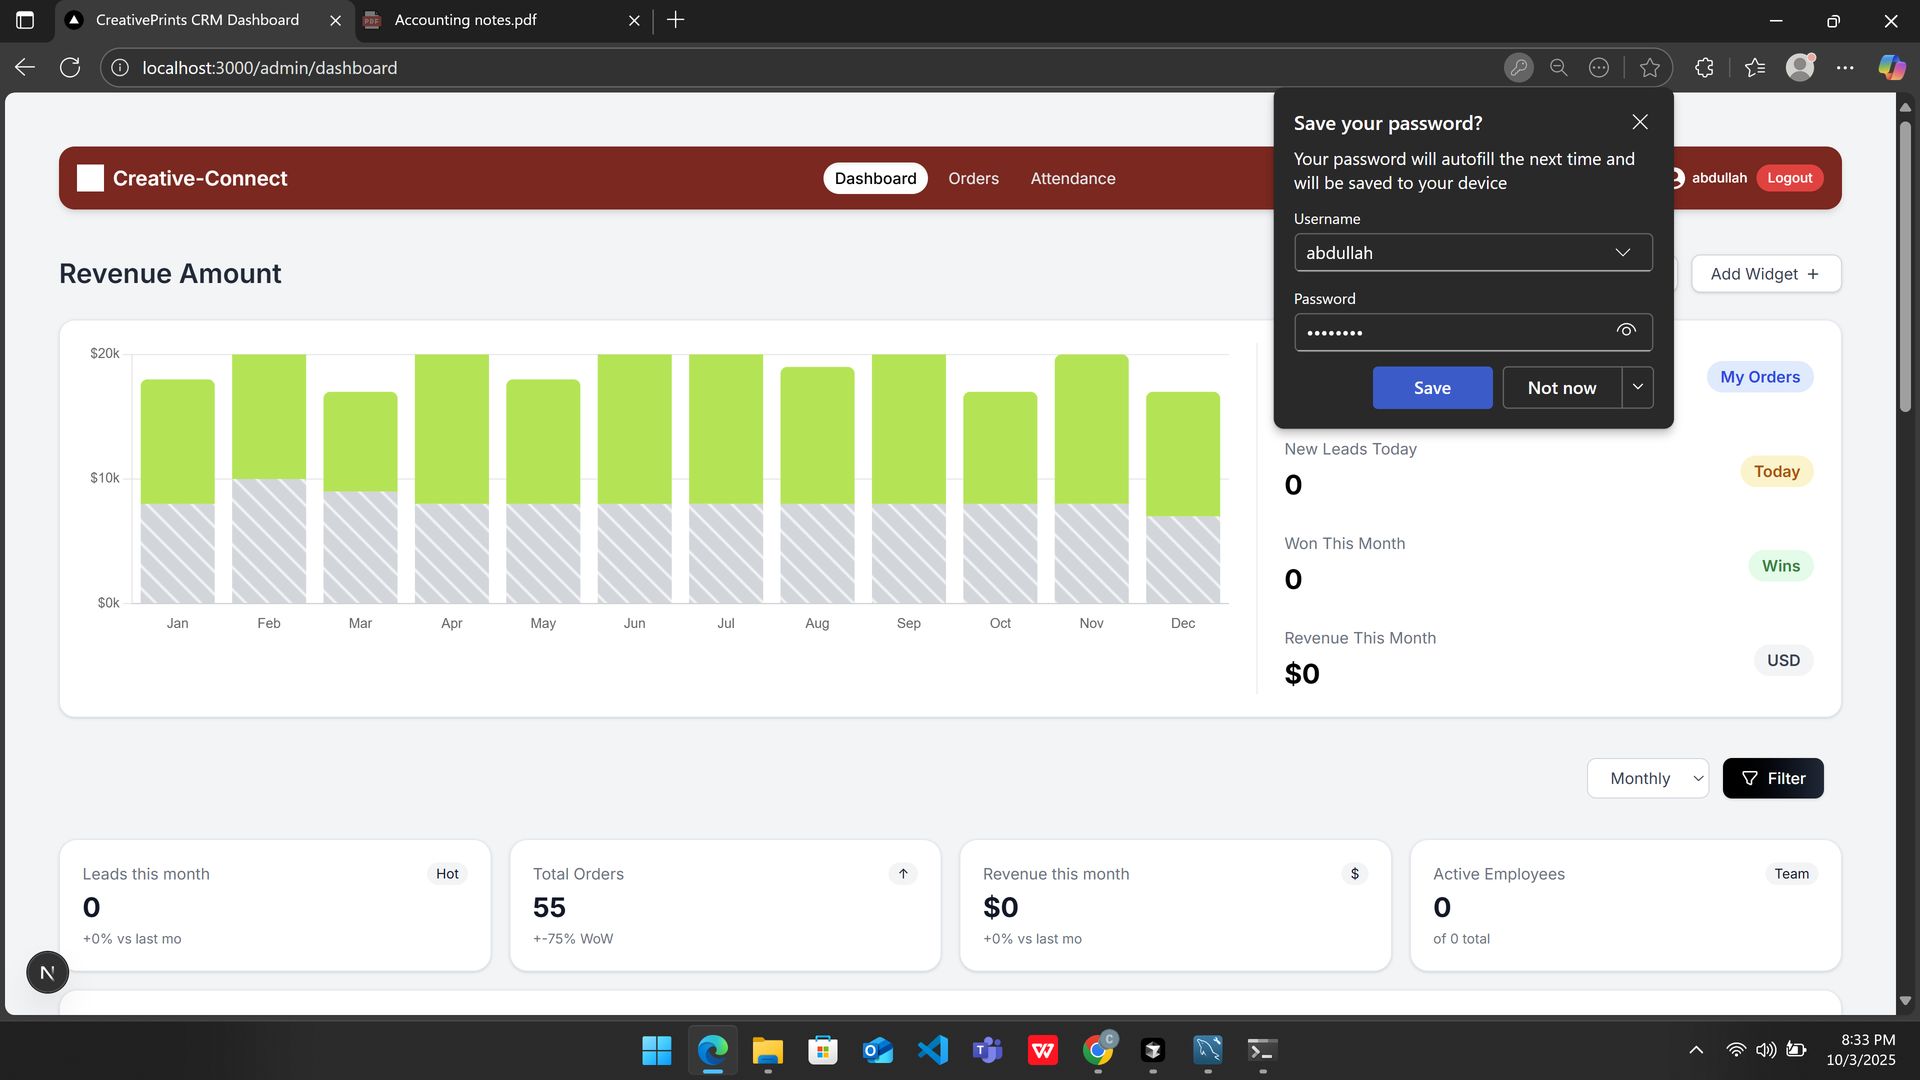 CreativePrints CRM Dashboard
PDF
Accounting notes.pdf
localhost:3000/admin/dashboard
Save your password?
Your password will autofill the next time and
will be saved to your device
Username
abdullah
Password
••••••••
Save
Not now
Creative-Connect
Dashboard
Orders
Attendance
abdullah
Logout
Revenue Amount
Add Widget +
$20k
$10k
$0k
Jan
Feb
Mar
Apr
May
Jun
Jul
Aug
Sep
Oct
Nov
Dec
My Orders
New Leads Today
0
Today
Won This Month
0
Wins
Revenue This Month
$0
USD
Monthly
Filter
Leads this month
Hot
0
+0% vs last mo
Total Orders
↑
55
+-75% WoW
Revenue this month
$
$0
+0% vs last mo
Active Employees
Team
0
of 0 total
N
C
8:33 PM
10/3/2025